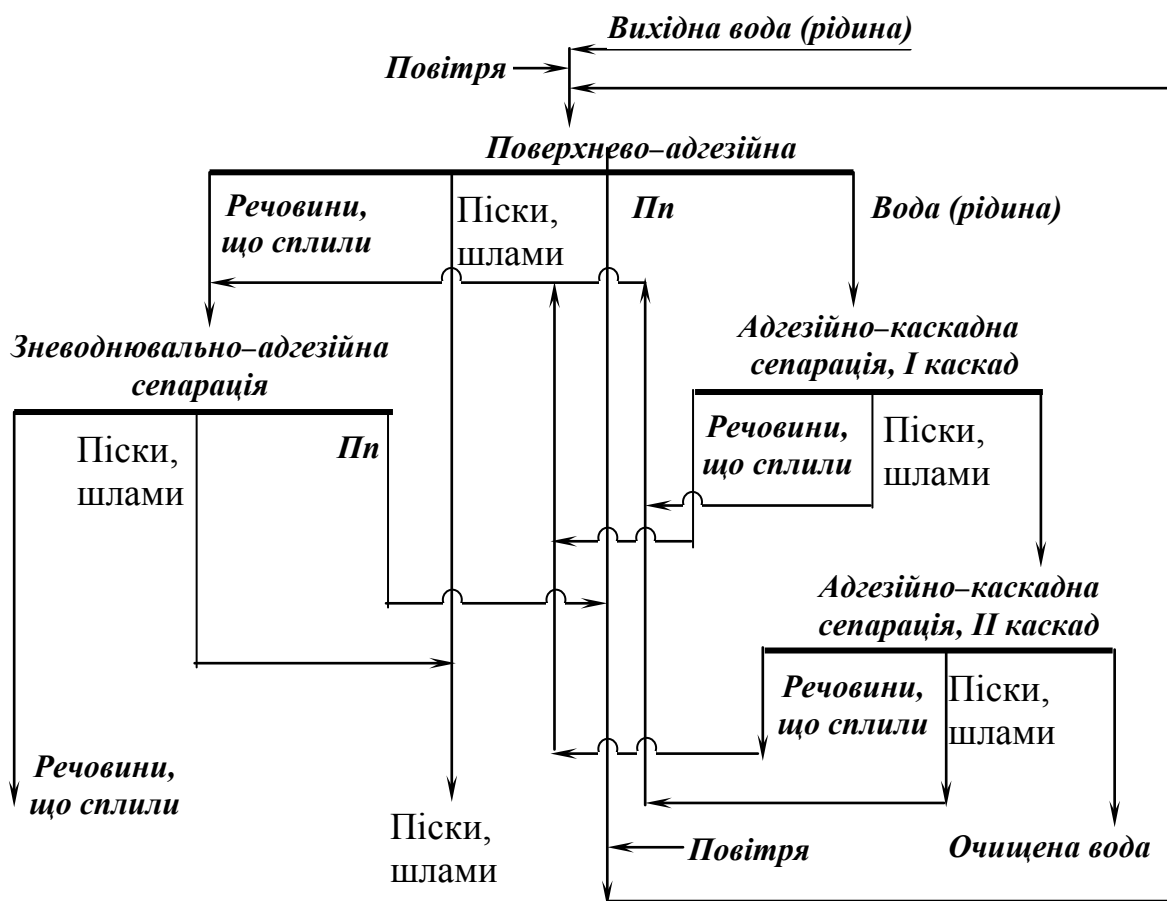 Вихідна вода (рідина)
Повітря
Поверхнево–адгезійна
Речовини,
що сплили
Піски,
шлами
Пп
Вода (рідина)
Зневоднювально–адгезійна
сепарація
Адгезійно–каскадна
сепарація, I каскад
Піски,
шлами
Пп
Речовини,
що сплили
Піски,
шлами
Адгезійно–каскадна
сепарація, II каскад
Речовини,
що сплили
Піски,
шлами
Речовини,
що сплили
Піски,
шлами
Повітря
Очищена вода